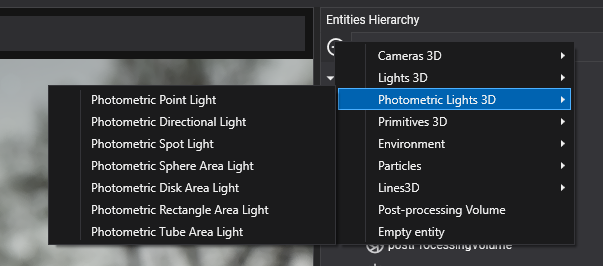 Entities Hierarchy
Cameras 3D
Lights 3D
Photometric Lights 3D
Primitives 3D
Environment
Particles
Lines3D
Post-processing Volume
Empty entity
Photometric Point Light
Photometric Directional Light
Photometric Spot Light
Photometric Sphere Area Light
Photometric Disk Area Light
Photometric Rectangle Area Light
Photometric Tube Area Light
postProcessingVolume